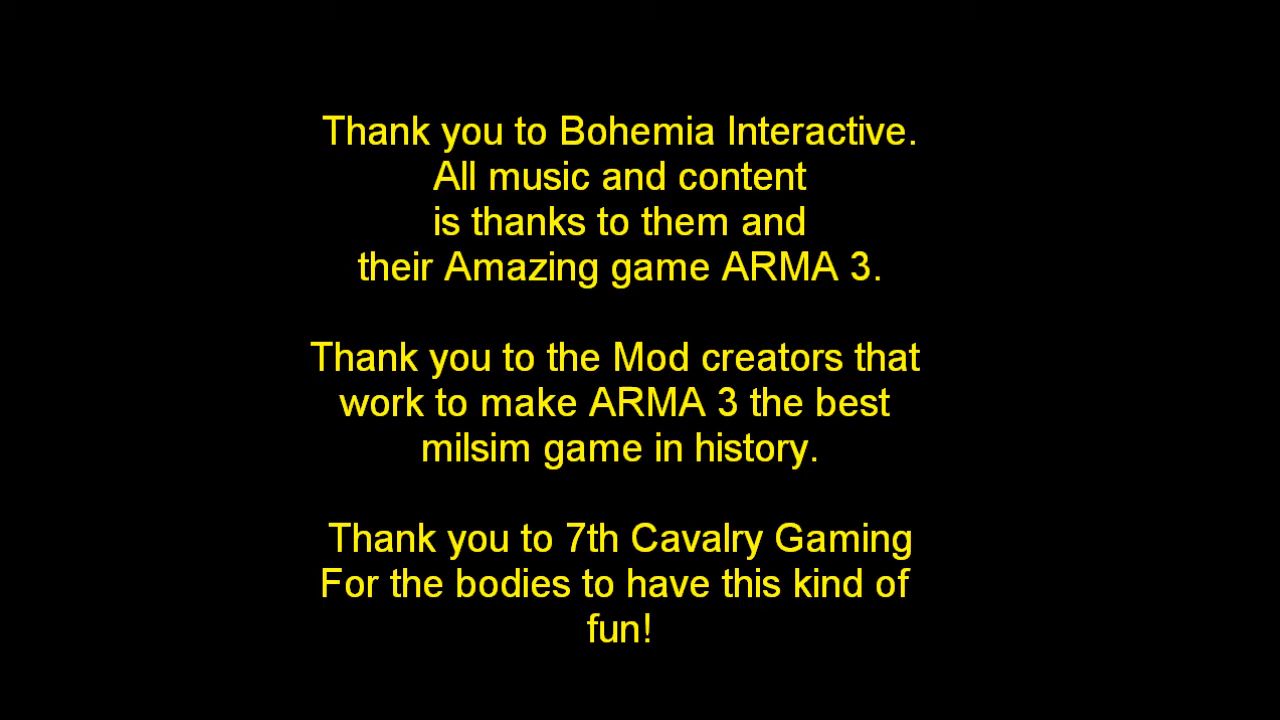 Thank you to Bohemia Interactive.
All music and content
is thanks to them and
their Amazing game ARMA 3.
Thank you to the Mod creators that
work to make ARMA 3 the best
milsim game in history.
Thank you to 7th Cavalry Gaming
For the bodies to have this kind of
fun!